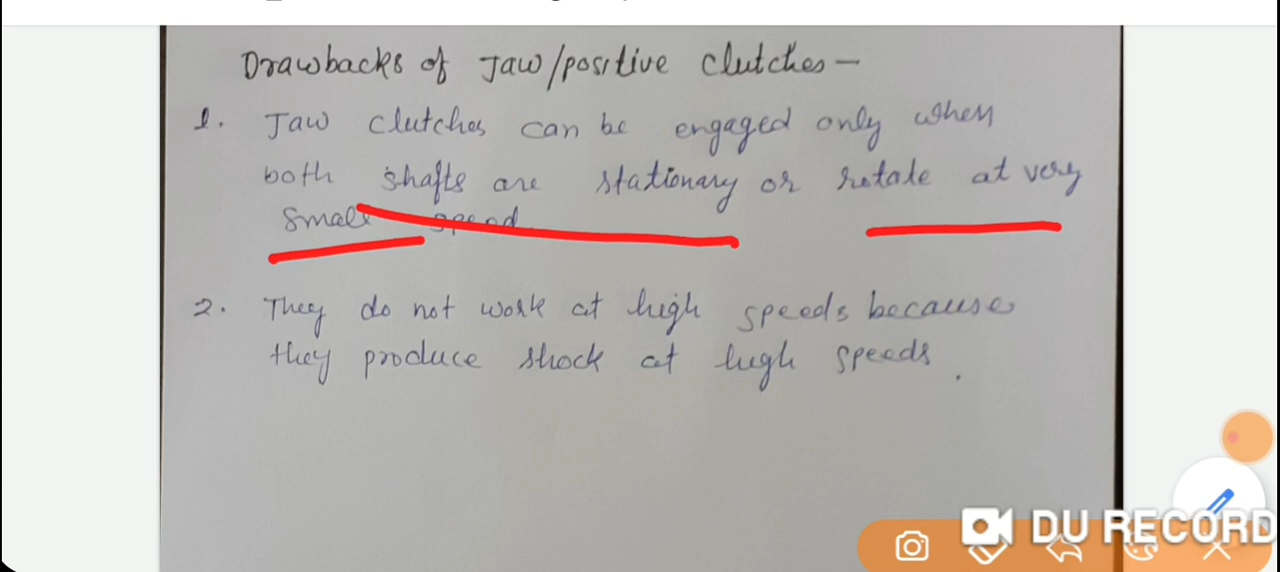 Drawbacks of Jaw/positive clutches —
1. Jaw clutches can be engaged only when
both shafts are stationary or rotate at very
small speed
2. They do not work at high speeds because
they produce shock at high speeds.
DU RECORD